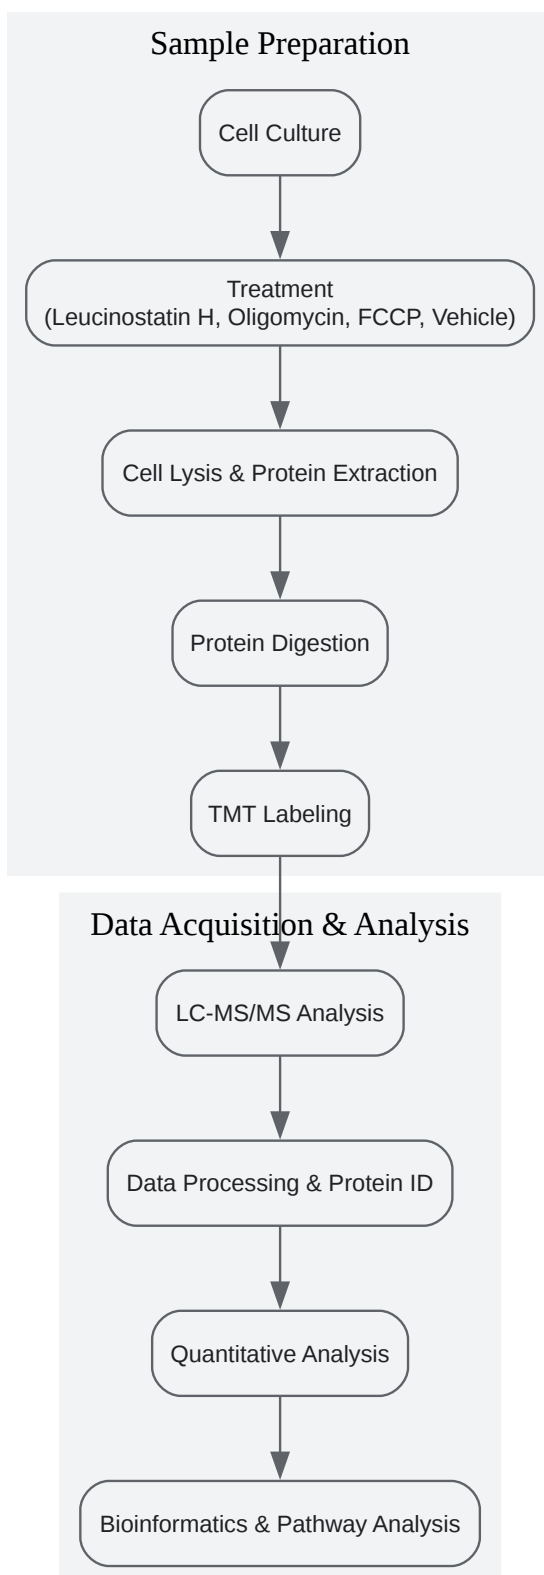 Sample Preparation
Cell Culture
Treatment
(Leucinostatin H, Oligomycin, FCCP, Vehicle)
Cell Lysis & Protein Extraction
Protein Digestion
TMT Labeling
Data Acquisition & Analysis
LC-MS/MS Analysis
Data Processing & Protein ID
Quantitative Analysis
Bioinformatics & Pathway Analysis